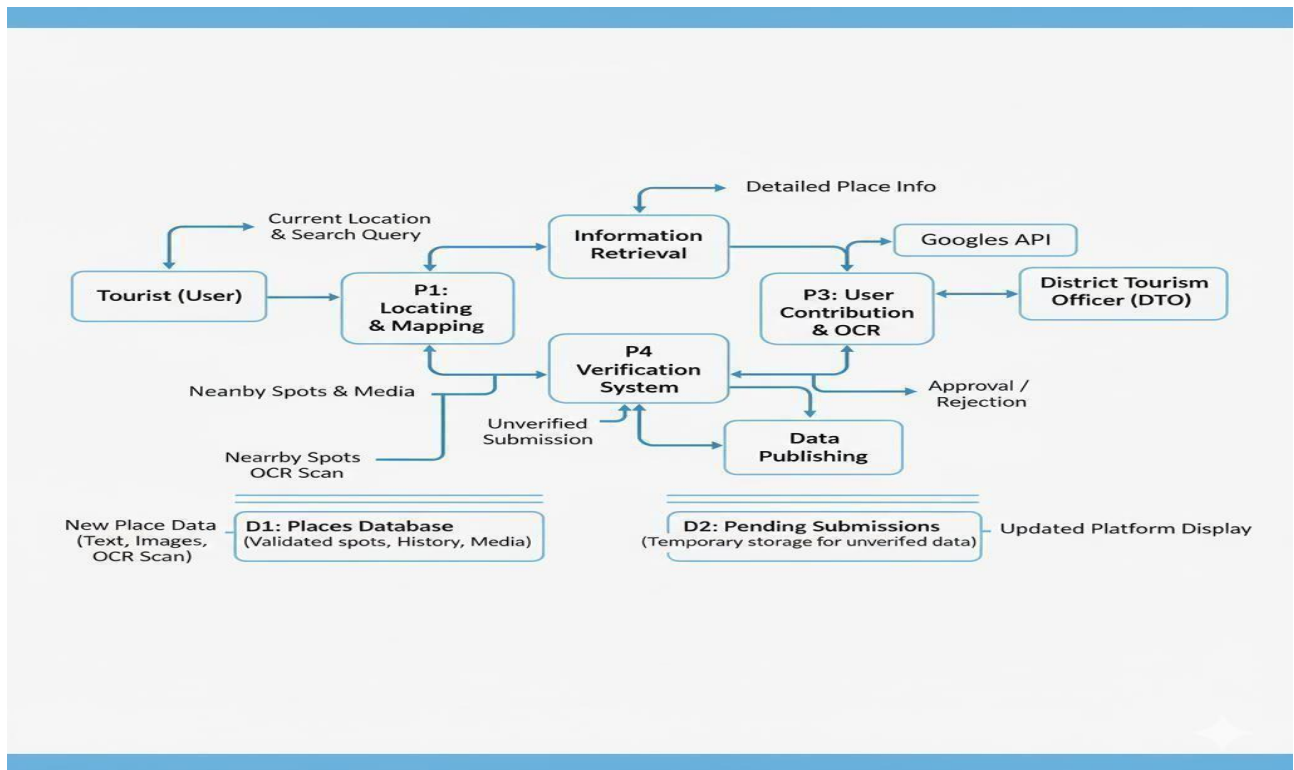 Detailed Place Info
Current Location
& Search Query
Information
Retrieval
Googles API
Tourist (User)
P1:
Locating
& Mapping
P3: User
Contribution
& OCR
District Tourism
Officer (DTO)
P4
Verification
System
Neanby Spots & Media
Approval /
Rejection
Unverified
Submission
Data
Publishing
Nearrby Spots
OCR Scan
New Place Data
(Text, Images,
OCR Scan)
D1: Places Database
(Validated spots, History, Media)
D2: Pending Submissions
(Temporary storage for unverifed data)
Updated Platform Display